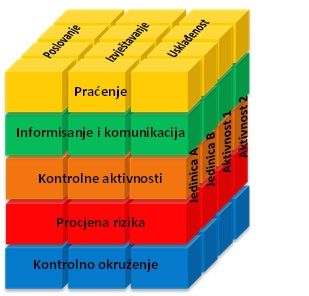 Poslovanje
Izvještavanje
Usklađenost
Praćenje
Informisanje i komunikacija
Kontrolne aktivnosti
Procjena rizika
Kontrolno okruženje
Jedinica A
Jedinica B
Aktivnost 1
Aktivnost 2